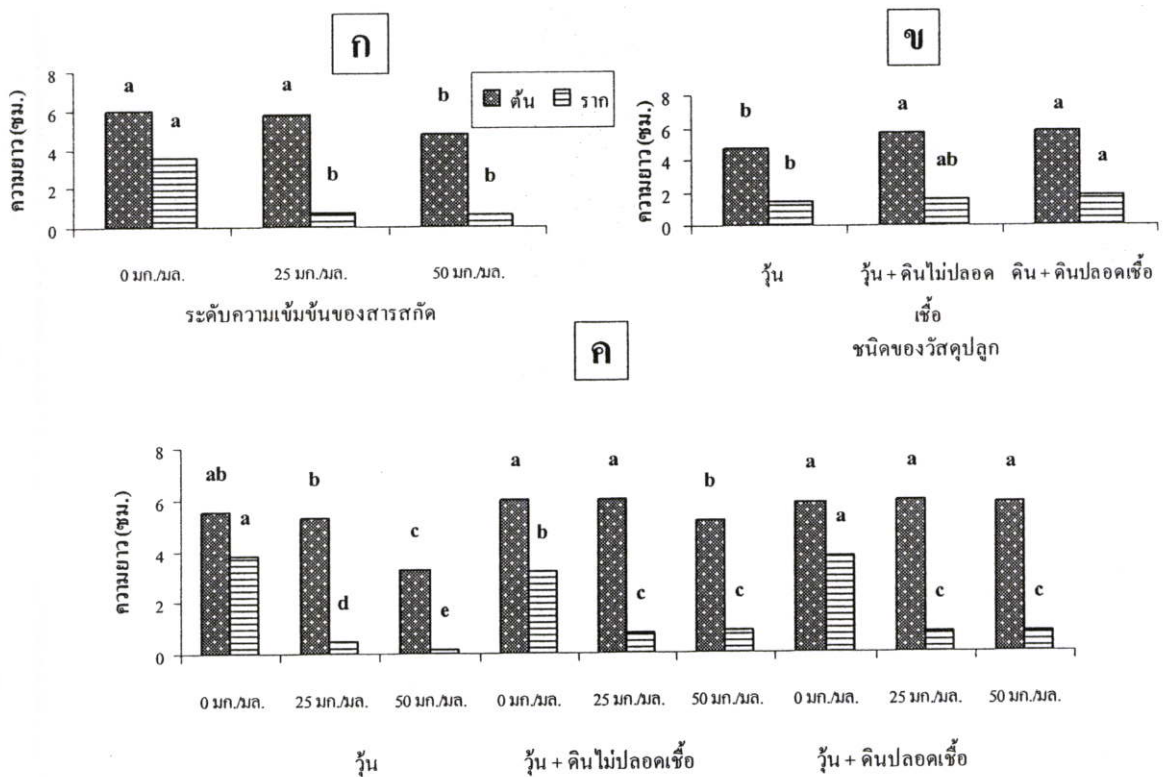 ก
ความยาว(ซม.)
8
6
4
2
0
a
a
a
b
b
b
ต้น
ราก
0 มก./มล.
25 มก./มล.
50 มก./มล.
ระดับความเข้มข้นของสารสกัด
ข
ความยาว(ซม.)
8
6
4
2
0
b
b
a
ab
a
a
วุ้น
วุ้น + ดินไม่ปลอด
ดิน + ดินปลอดเชื้อ
เชื้อ
ชนิดของวัสดุปลูก
ค
ความยาว(ซม.)
8
6
4
2
0
ab
a
b
d
c
e
a
b
a
c
b
c
a
a
a
c
a
c
0 มก./มล.
25 มก./มล.
50 มก./มล.
0 มก./มล.
25 มก./มล.
50 มก./มล.
0 มก./มล.
25 มก./มล.
50 มก./มล.
วุ้น
วุ้น + ดินไม่ปลอดเชื้อ
วุ้น + ดินปลอดเชื้อ